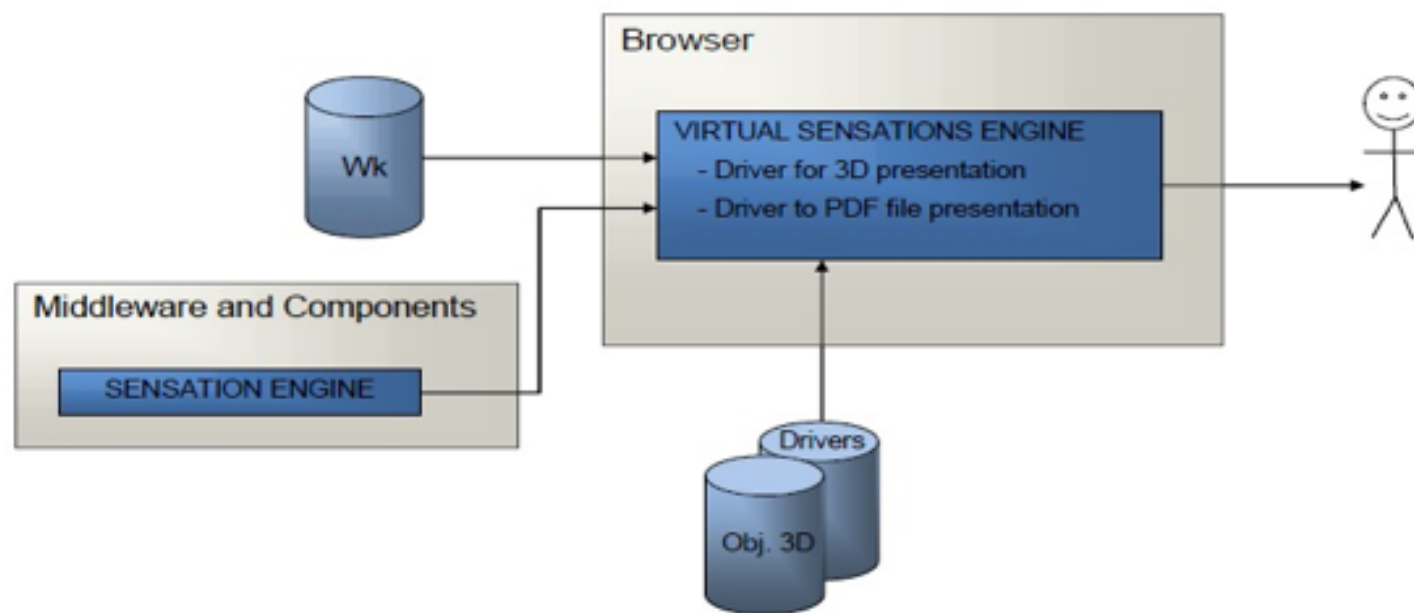 Browser
Wk
VIRTUAL SENSATIONS ENGINE
- Driver for 3D presentation
- Driver to PDF file presentation
Middleware and Components
SENSATION ENGINE
Drivers
Obj. 3D